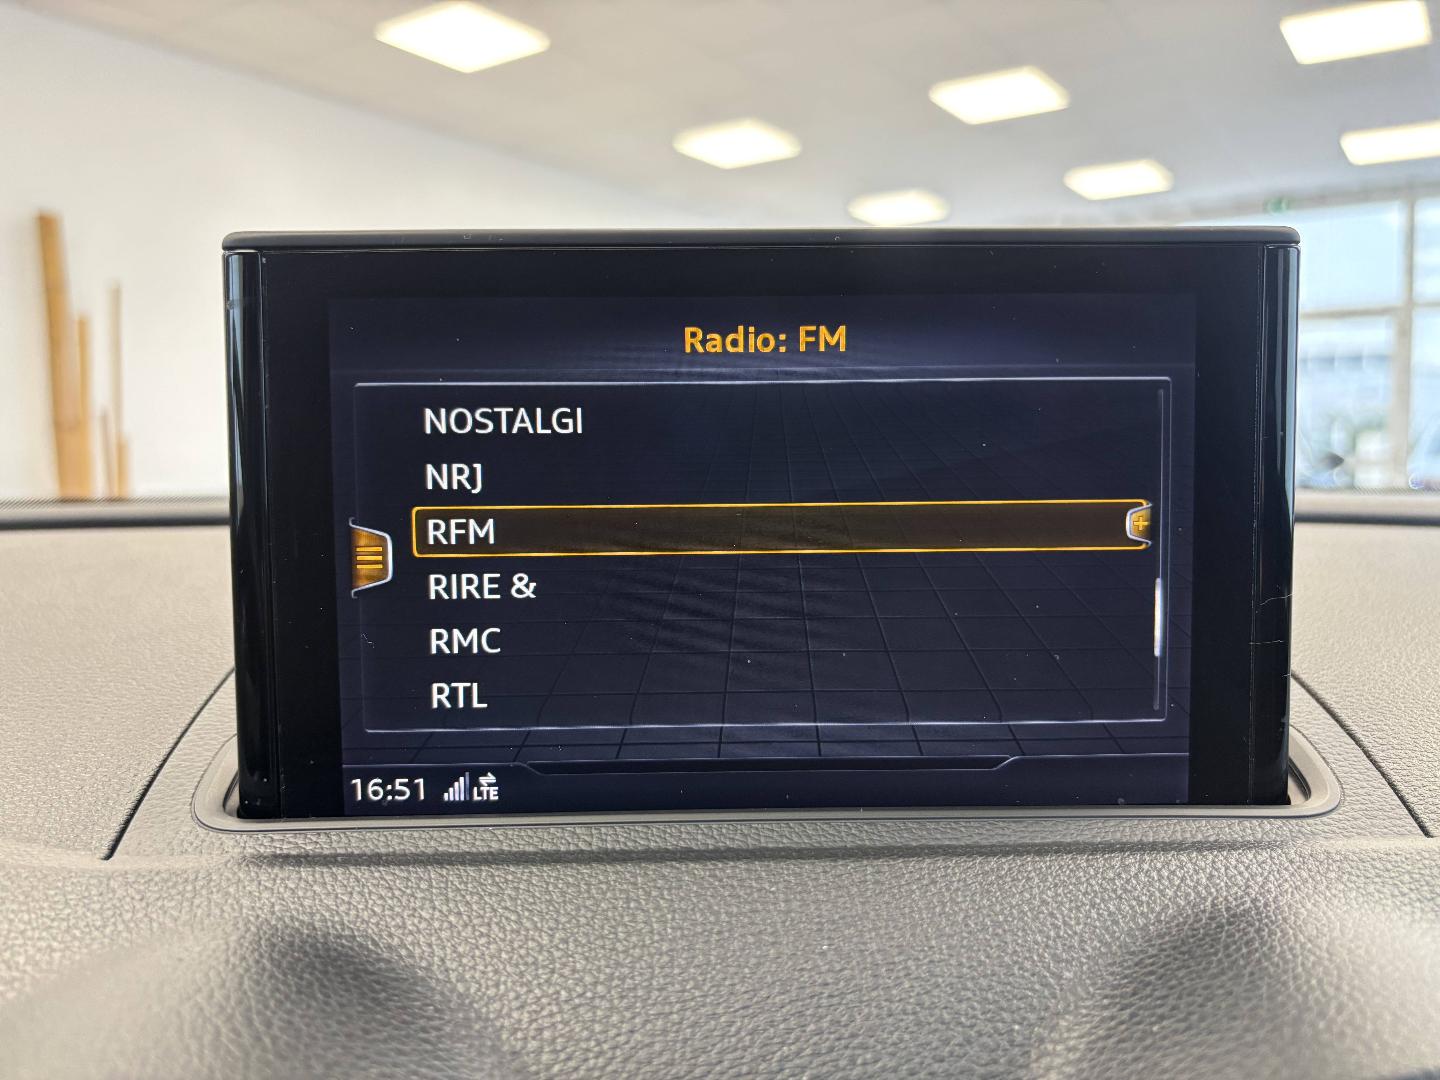 Radio: FM
NOSTALGI
NRJ
RFM
RIRE &
RMC
RTL
16:51 LTE